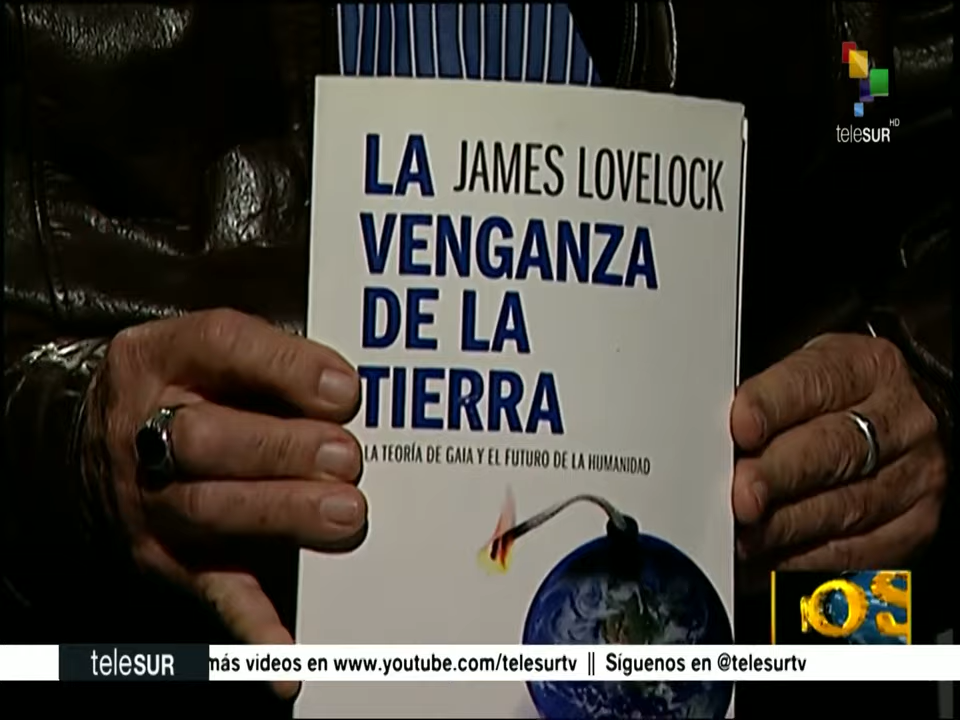 teleSUR HD
LA JAMES LOVELOCK
VENGANZA
DE LA
TIERRA
LA TEORÍA DE GAIA Y EL FUTURO DE LA HUMANIDAD
OS
teleSUR más videos en www.youtube.com/telesurtv || Síguenos en @telesurtv